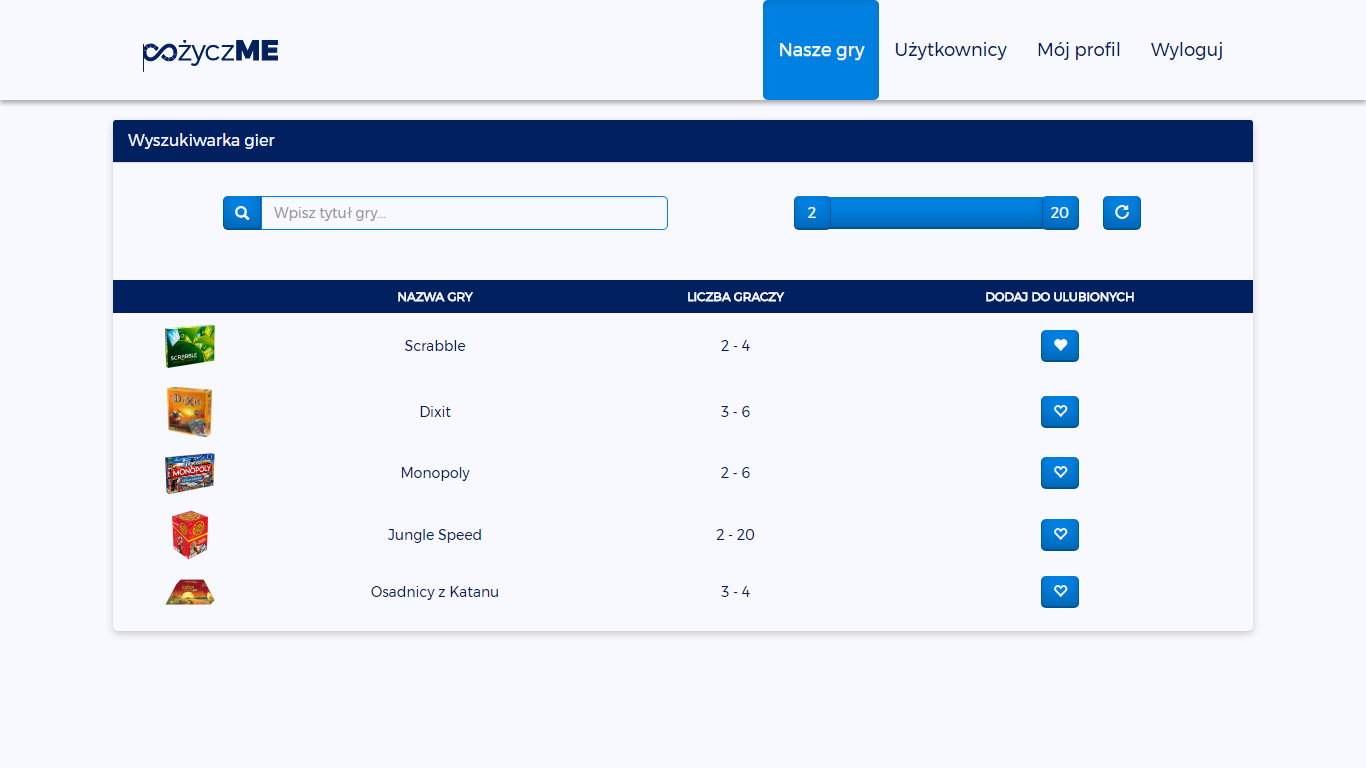 pożyczME
Nasze gry Użytkownicy Mój profil Wyloguj
Wyszukiwarka gier
Wpisz tytuł gry... 2 20
NAZWA GRY LICZBA GRACZY DODAJ DO ULUBIONYCH
SCRABBLE Scrabble 2 - 4
DiXit Dixit 3 - 6
MONOPOLY Monopoly 2 - 6
Jungle Speed 2 - 20
Osadnicy z Katanu 3 - 4